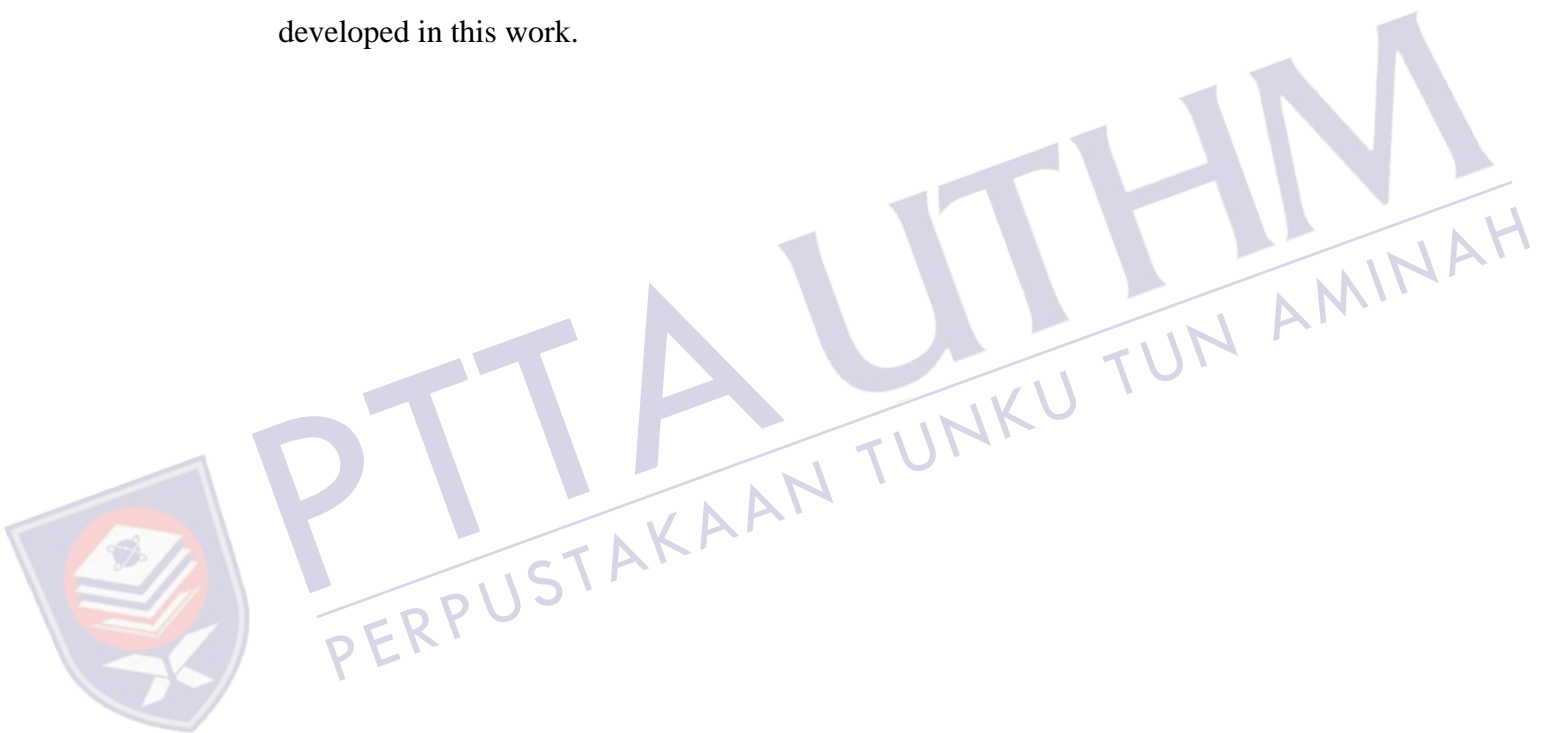 developed in this work.
PTTA UTHM
PERPUSTAKAAN TUNKU TUN AMINAH